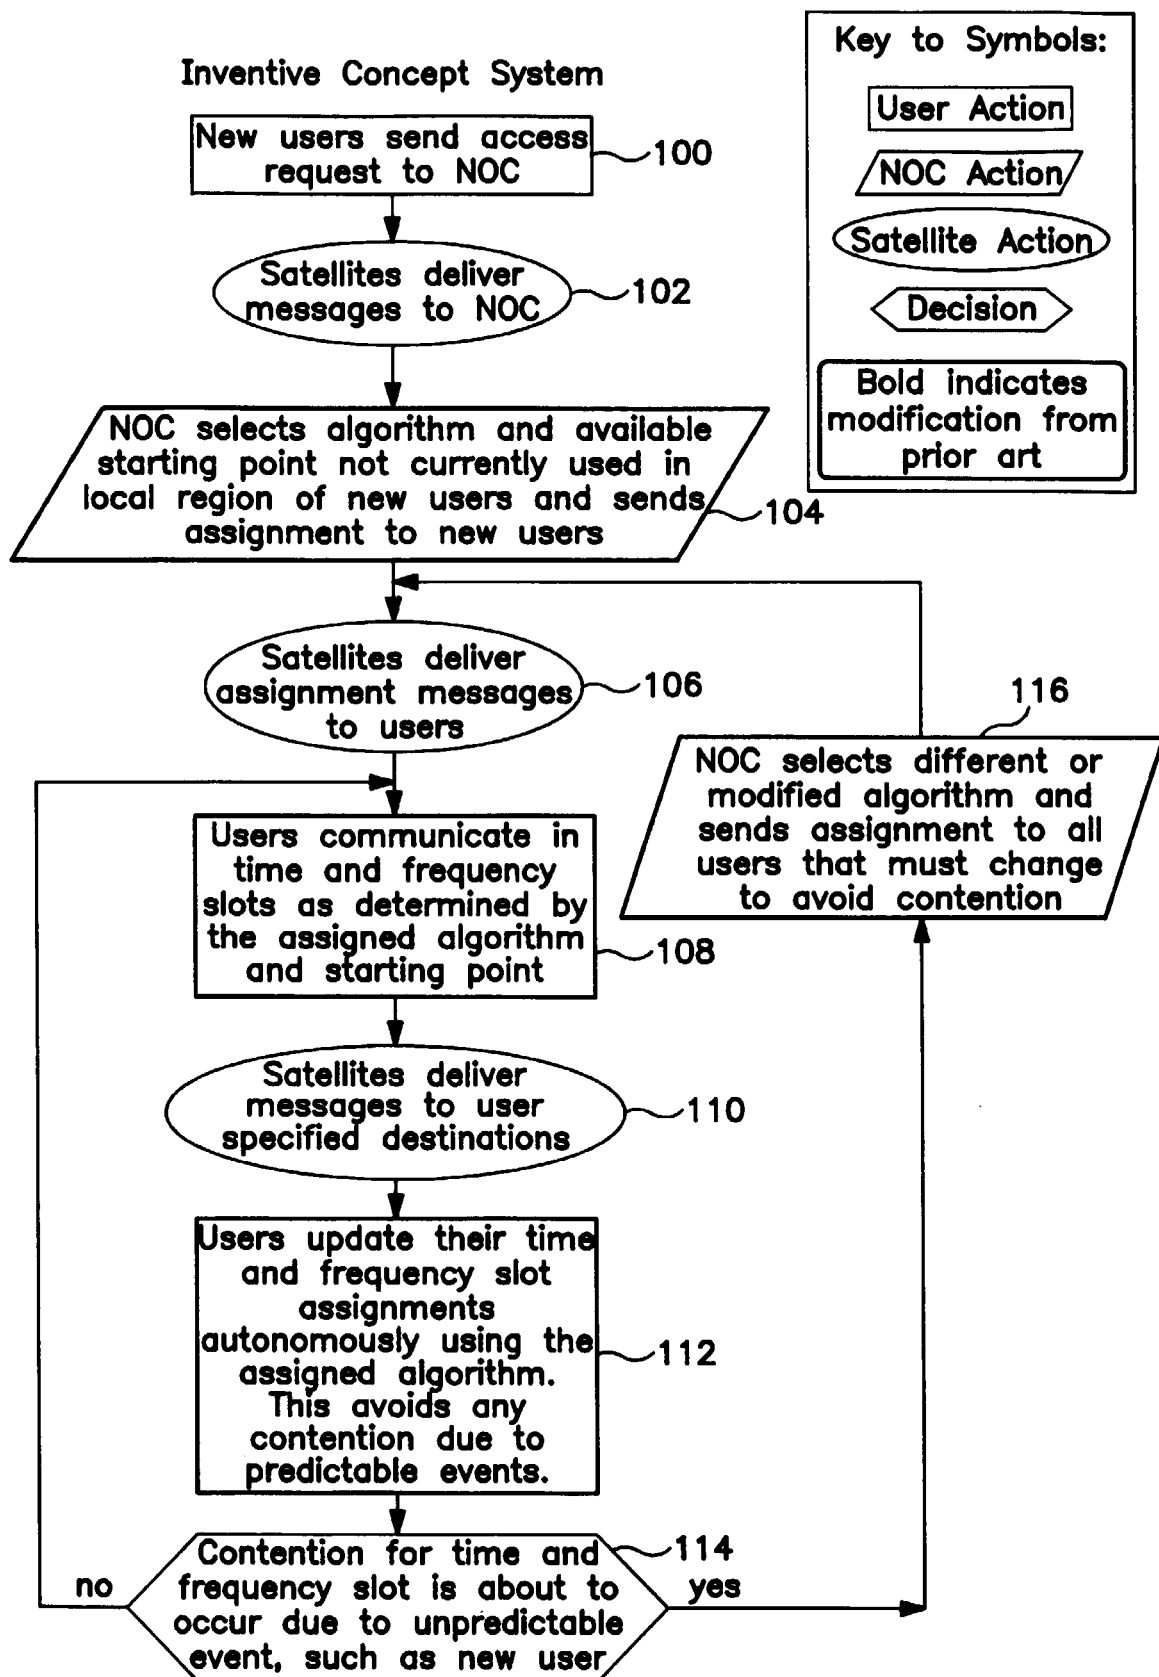 Inventive Concept System
New users send access
request to NOC
100
Satellites deliver
messages to NOC
102
NOC selects algorithm and available
starting point not currently used in
local region of new users and sends
assignment to new users
104
Satellites deliver
assignment messages
to users
106
Users communicate in
time and frequency
slots as determined by
the assigned algorithm
and starting point
108
Satellites deliver
messages to user
specified destinations
110
Users update their time
and frequency slot
assignments
autonomously using the
assigned algorithm.
This avoids any
contention due to
predictable events.
112
Contention for time and
frequency slot is about to
occur due to unpredictable
event, such as new user
114
no
yes
116
NOC selects different or
modified algorithm and
sends assignment to all
users that must change
to avoid contention
Key to Symbols:
User Action
NOC Action
Satellite Action
Decision
Bold indicates
modification from
prior art